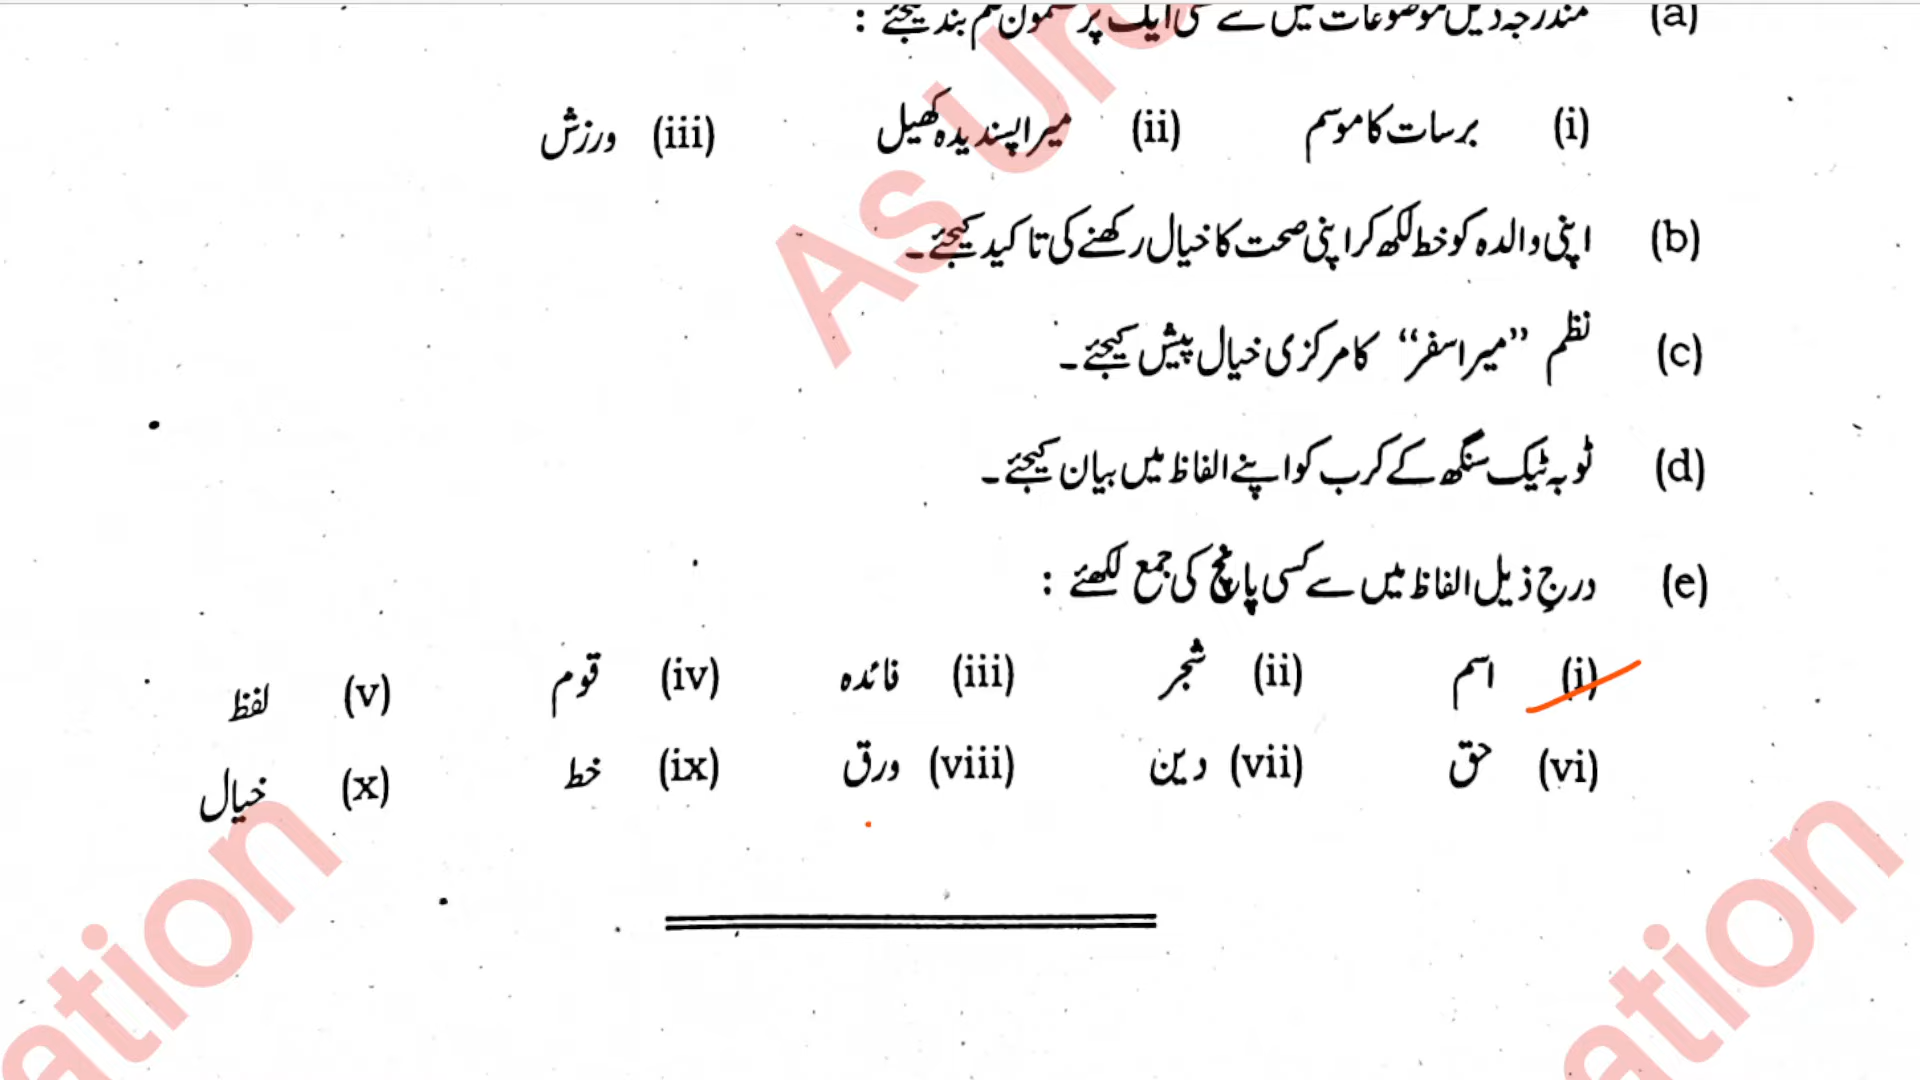 (a) مندرجہ ذیل موضوعات میں سے کسی ایک پر مضمون قلم بند کیجئے :
(i) برسات کا موسم (ii) میرا پسندیدہ کھیل (iii) ورزش
(b) اپنی والدہ کو خط لکھ کر اپنی صحت کا خیال رکھنے کی تاکید کیجئے۔
(c) نظم ”میرا سفر“ کا مرکزی خیال پیش کیجئے۔
(d) ٹوبہ ٹیک سنگھ کے کرب کو اپنے الفاظ میں بیان کیجئے۔
(e) درجِ ذیل الفاظ میں سے کسی پانچ کی جمع لکھئے :
(i) اسم (ii) شجر (iii) فائدہ (iv) قوم (v) لفظ
(vi) حق (vii) دین (viii) ورق (ix) خط (x) خیال
As Urd
ation
ation